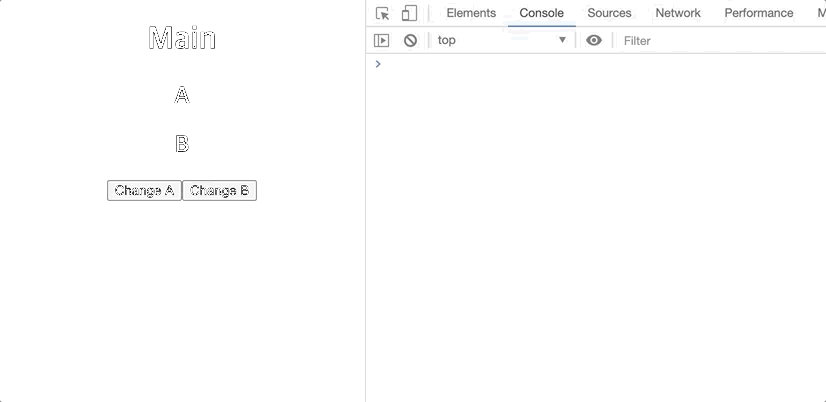 Main
A
B
Change A Change B
Elements Console Sources Network Performance M
top Filter